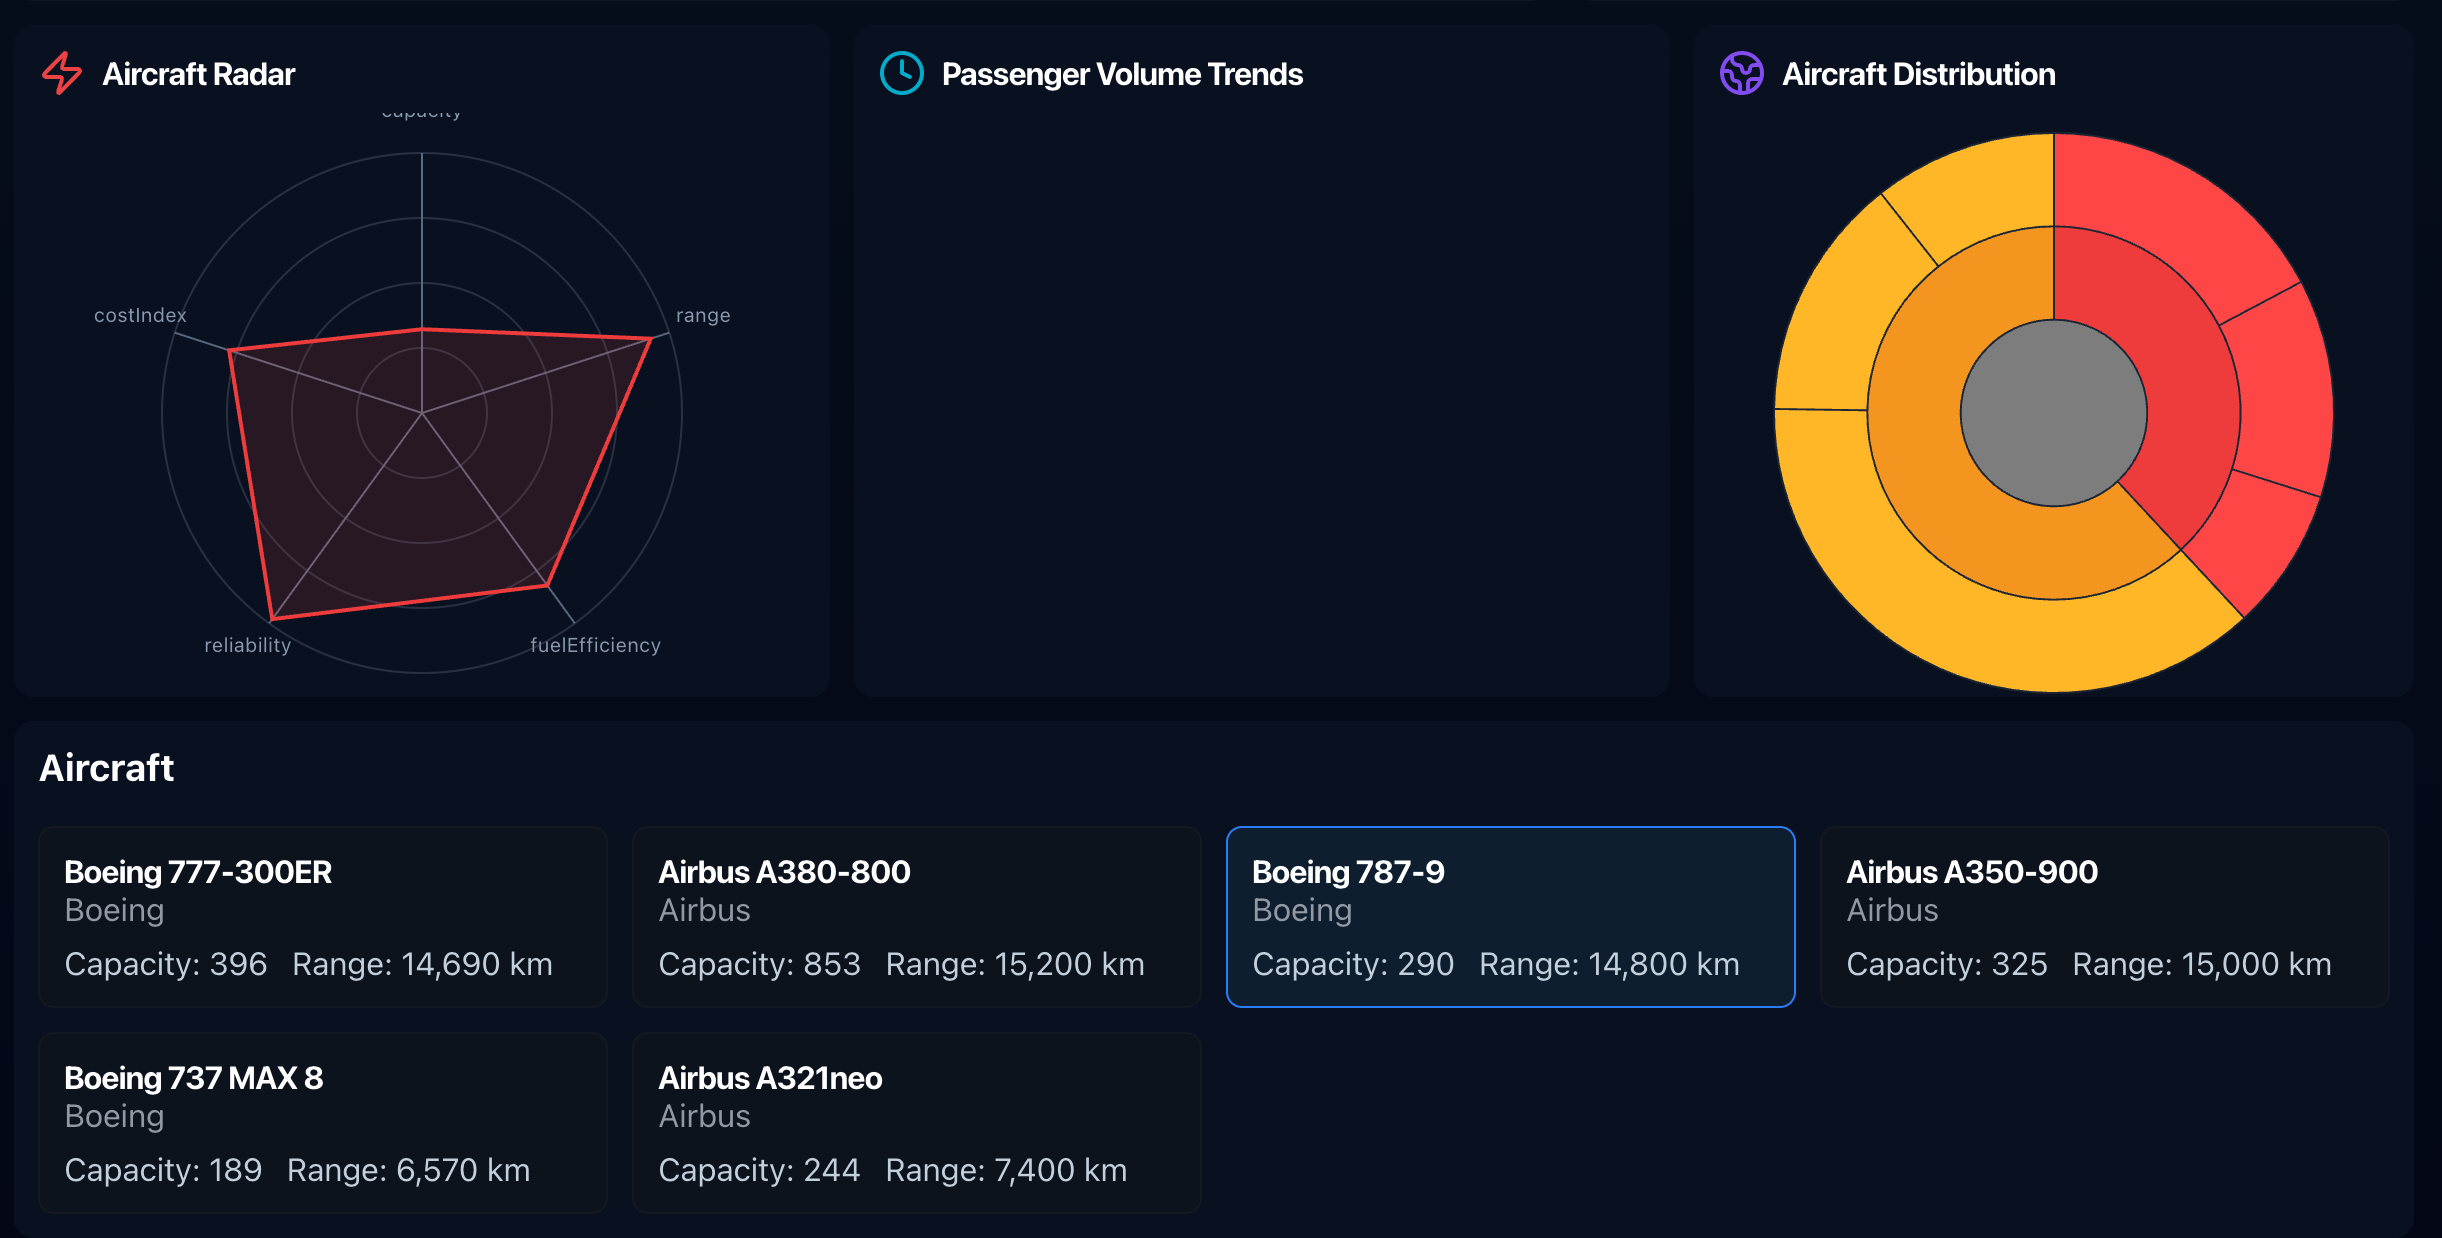 Aircraft Radar
capacity
costIndex
range
reliability
fuelEfficiency
Passenger Volume Trends
Aircraft Distribution
Aircraft
Boeing 777-300ER
Boeing
Capacity: 396 Range: 14,690 km
Airbus A380-800
Airbus
Capacity: 853 Range: 15,200 km
Boeing 787-9
Boeing
Capacity: 290 Range: 14,800 km
Airbus A350-900
Airbus
Capacity: 325 Range: 15,000 km
Boeing 737 MAX 8
Boeing
Capacity: 189 Range: 6,570 km
Airbus A321neo
Airbus
Capacity: 244 Range: 7,400 km